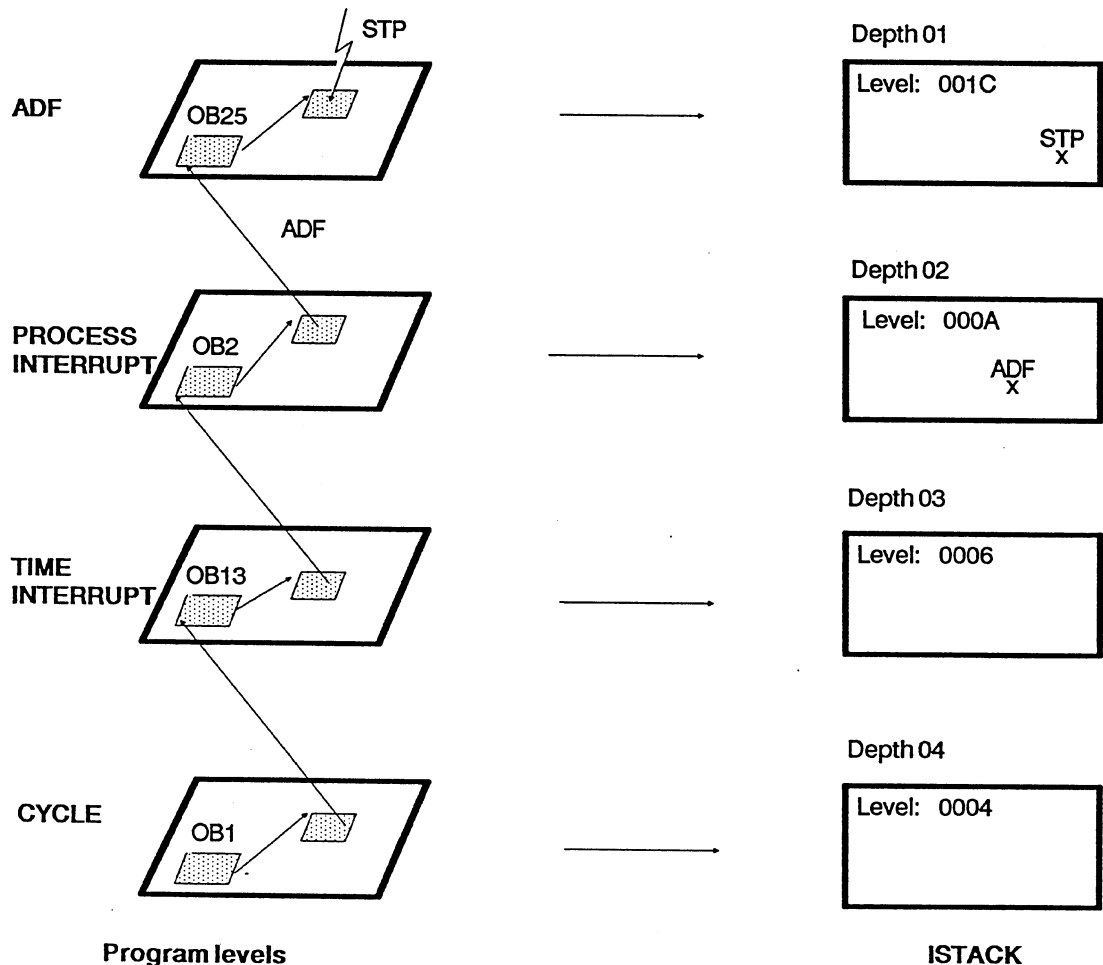 STP
Depth 01
ADF
OB25
Level: 001C
STP
x
ADF
Depth 02
PROCESS
INTERRUPT
OB2
Level: 000A
ADF
x
Depth 03
TIME
INTERRUPT
OB13
Level: 0006
Depth 04
CYCLE
OB1
Level: 0004
Program levels
ISTACK